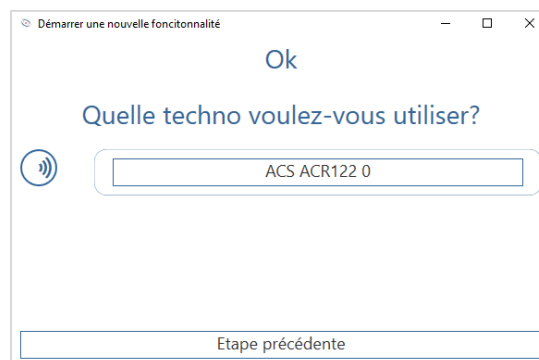 Démarrer une nouvelle foncitonnalité
Ok
Quelle techno voulez-vous utiliser?
ACS ACR122 0
Etape précédente